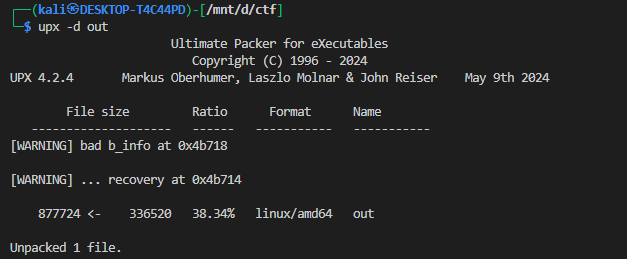 ┌──(kali㉿DESKTOP-T4C44PD)-[/mnt/d/ctf]
└─$ upx -d out
Ultimate Packer for eXecutables
Copyright (C) 1996 - 2024
UPX 4.2.4 Markus Oberhumer, Laszlo Molnar & John Reiser May 9th 2024
File size Ratio Format Name
-------------------- ------ ----------- -----------
[WARNING] bad b_info at 0x4b718
[WARNING] ... recovery at 0x4b714
877724 <- 336520 38.34% linux/amd64 out
Unpacked 1 file.